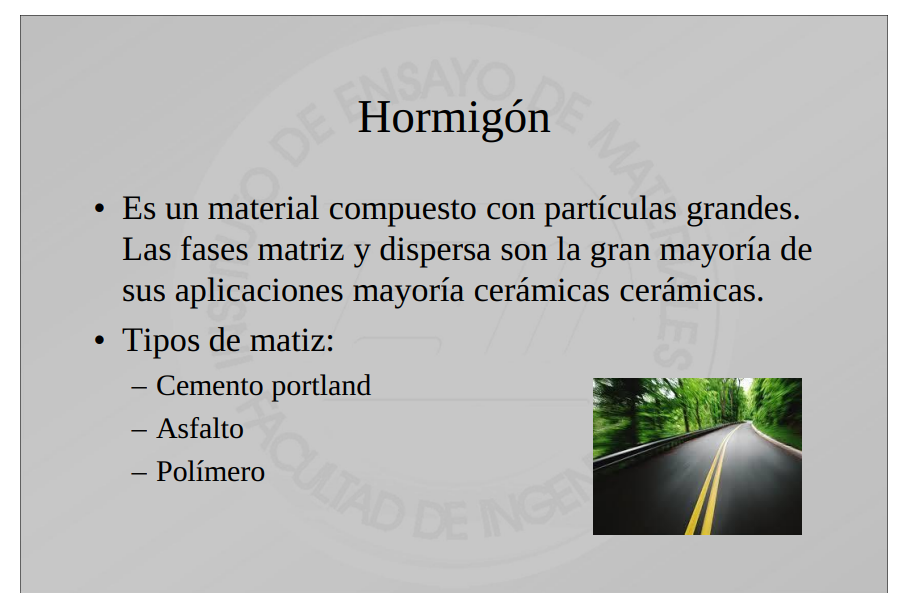 Hormigón
• Es un material compuesto con partículas grandes.
Las fases matriz y dispersa son la gran mayoría de
sus aplicaciones mayoría cerámicas cerámicas.
• Tipos de matiz:
– Cemento portland
– Asfalto
– Polímero
INSTITUTO DE ENSAYO DE MATERIALES
FACULTAD DE INGEN